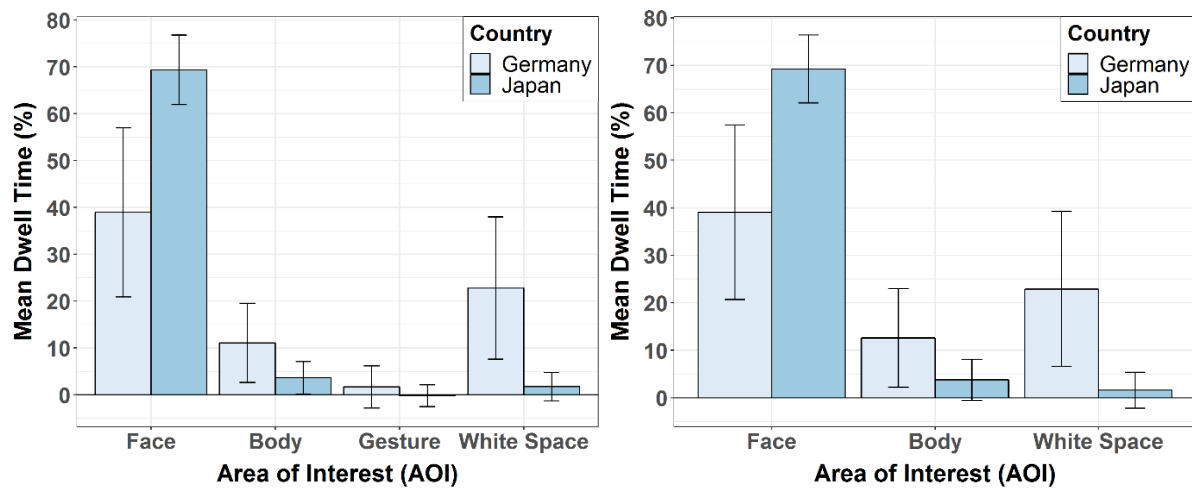 Mean Dwell Time (%)
80
70
60
50
40
30
20
10
0
Country
Germany
Japan
Face Body Gesture White Space
Area of Interest (AOI)
Mean Dwell Time (%)
80
70
60
50
40
30
20
10
0
Country
Germany
Japan
Face Body White Space
Area of Interest (AOI)